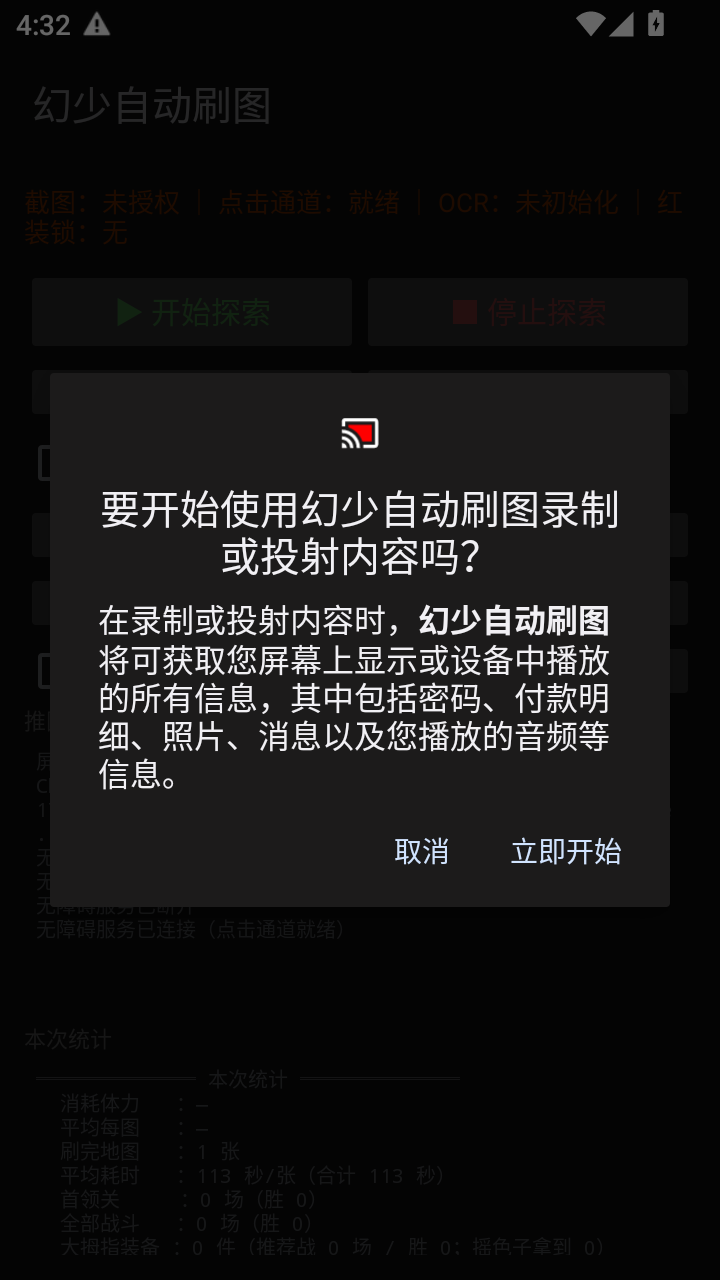 4:32
幻少自动刷图
截图：未授权 ｜ 点击通道：就绪 ｜ OCR：未初始化 ｜ 红
装锁：无
▶ 开始探索
■ 停止探索
要开始使用幻少自动刷图录制
或投射内容吗？
在录制或投射内容时，幻少自动刷图
将可获取您屏幕上显示或设备中播放
的所有信息，其中包括密码、付款明
细、照片、消息以及您播放的音频等
信息。
取消
立即开始
无障碍服务已断开
无障碍服务已连接（点击通道就绪）
本次统计
════════ 本次统计 ════════
消耗体力 ：—
平均每图 ：—
刷完地图 ：1 张
平均耗时 ：113 秒/张（合计 113 秒）
首领关 ：0 场（胜 0）
全部战斗 ：0 场（胜 0）
大拇指装备 ：0 件（推荐战 0 场 / 胜 0；摇色子拿到 0）